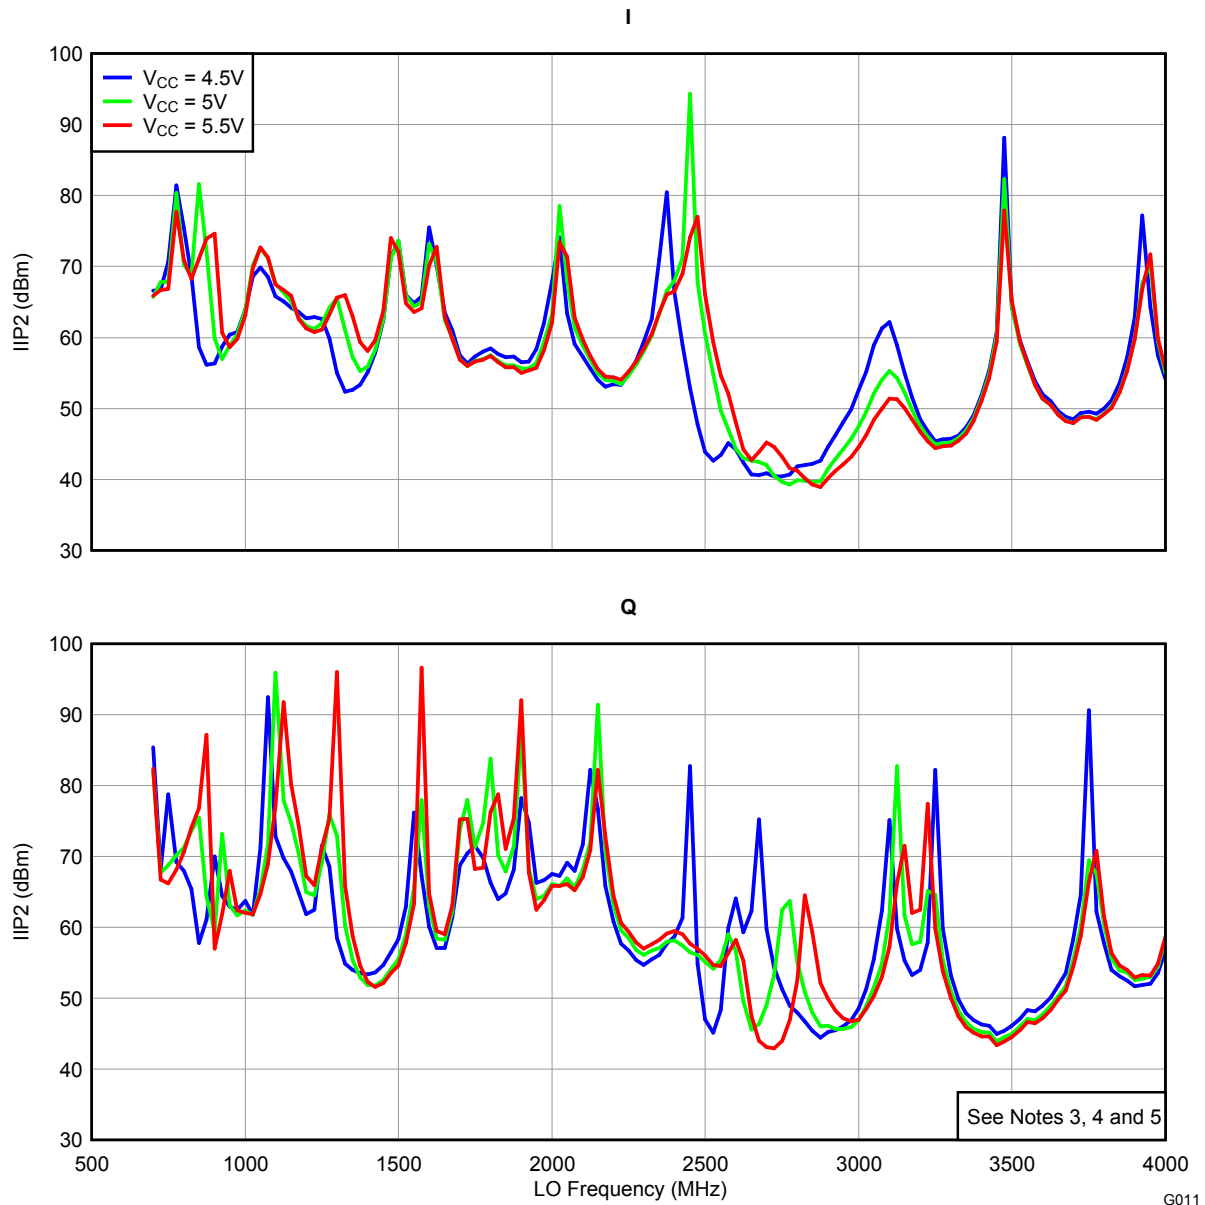 I
100
90
80
70
60
50
40
30
IIP2 (dBm)
VCC = 4.5V
VCC = 5V
VCC = 5.5V
Q
100
90
80
70
60
50
40
30
IIP2 (dBm)
See Notes 3, 4 and 5
500 1000 1500 2000 2500 3000 3500 4000
LO Frequency (MHz)
G011